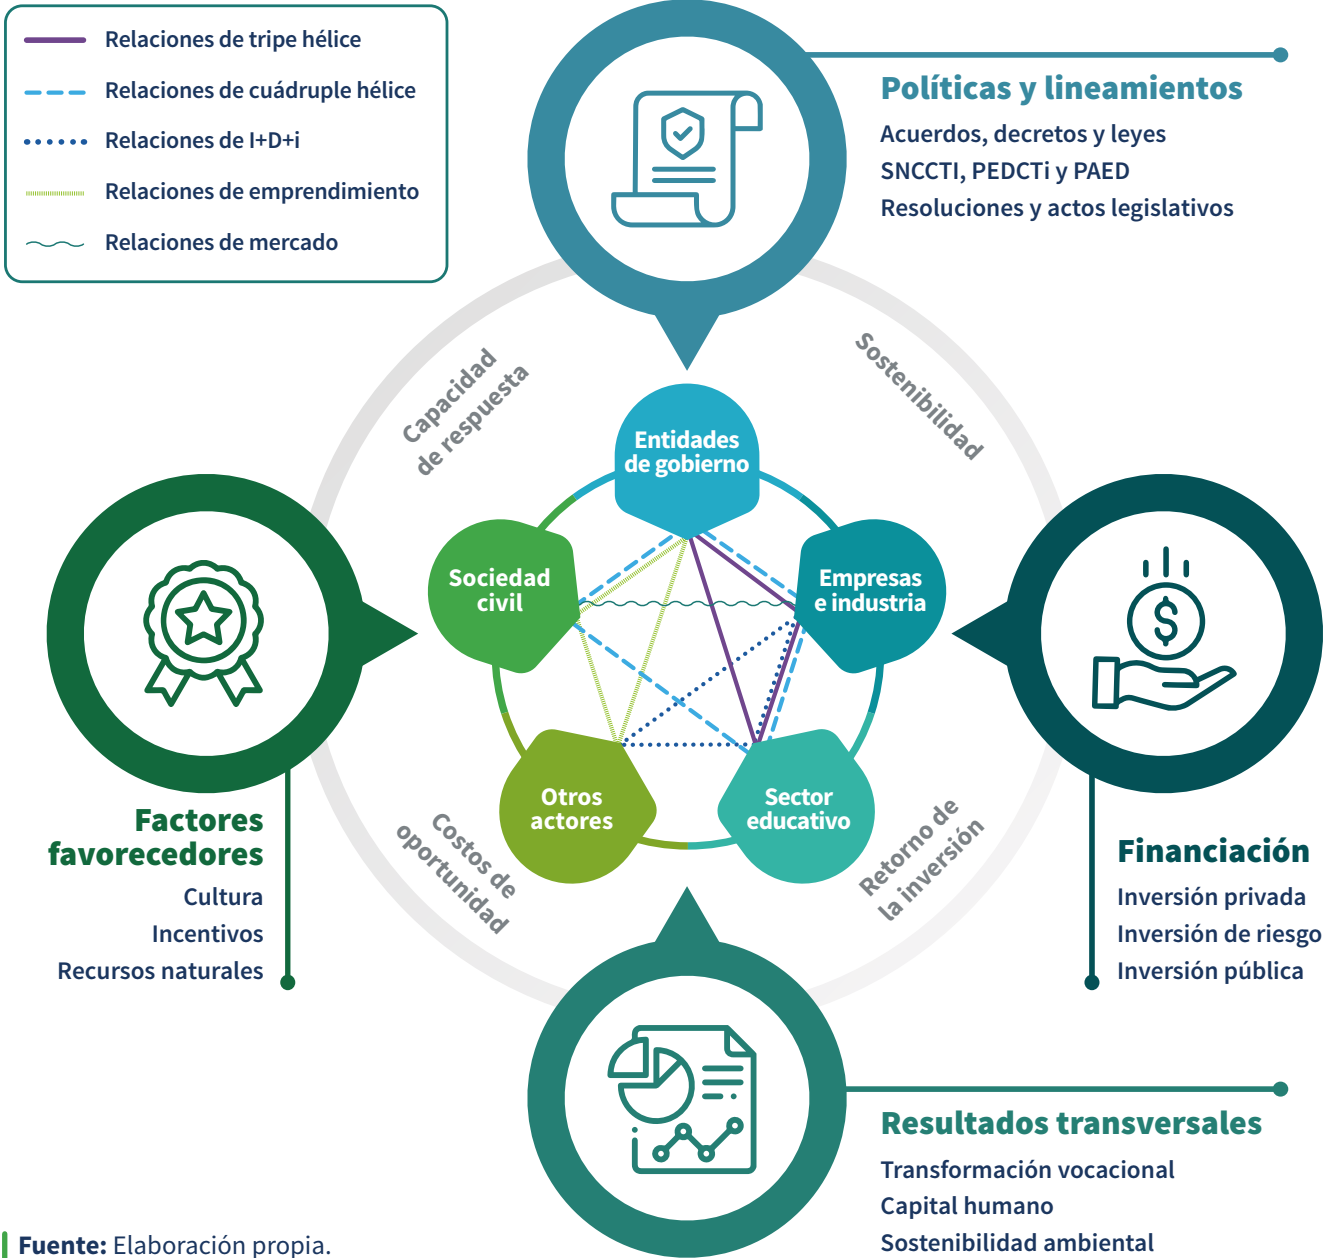 Relaciones de tripe hélice
Relaciones de cuádruple hélice
Relaciones de I+D+i
Relaciones de emprendimiento
Relaciones de mercado
Políticas y lineamientos
Acuerdos, decretos y leyes
SNCCTI, PEDCTi y PAED
Resoluciones y actos legislativos
Capacidad
de respuesta
Sostenibilidad
Entidades
de gobierno
Sociedad
civil
Empresas
e industria
Otros
actores
Sector
educativo
Costos de
oportunidad
Retorno de
la inversión
Factores
favorecedores
Cultura
Incentivos
Recursos naturales
Financiación
Inversión privada
Inversión de riesgo
Inversión pública
$
Resultados transversales
Transformación vocacional
Capital humano
Sostenibilidad ambiental
Fuente: Elaboración propia.